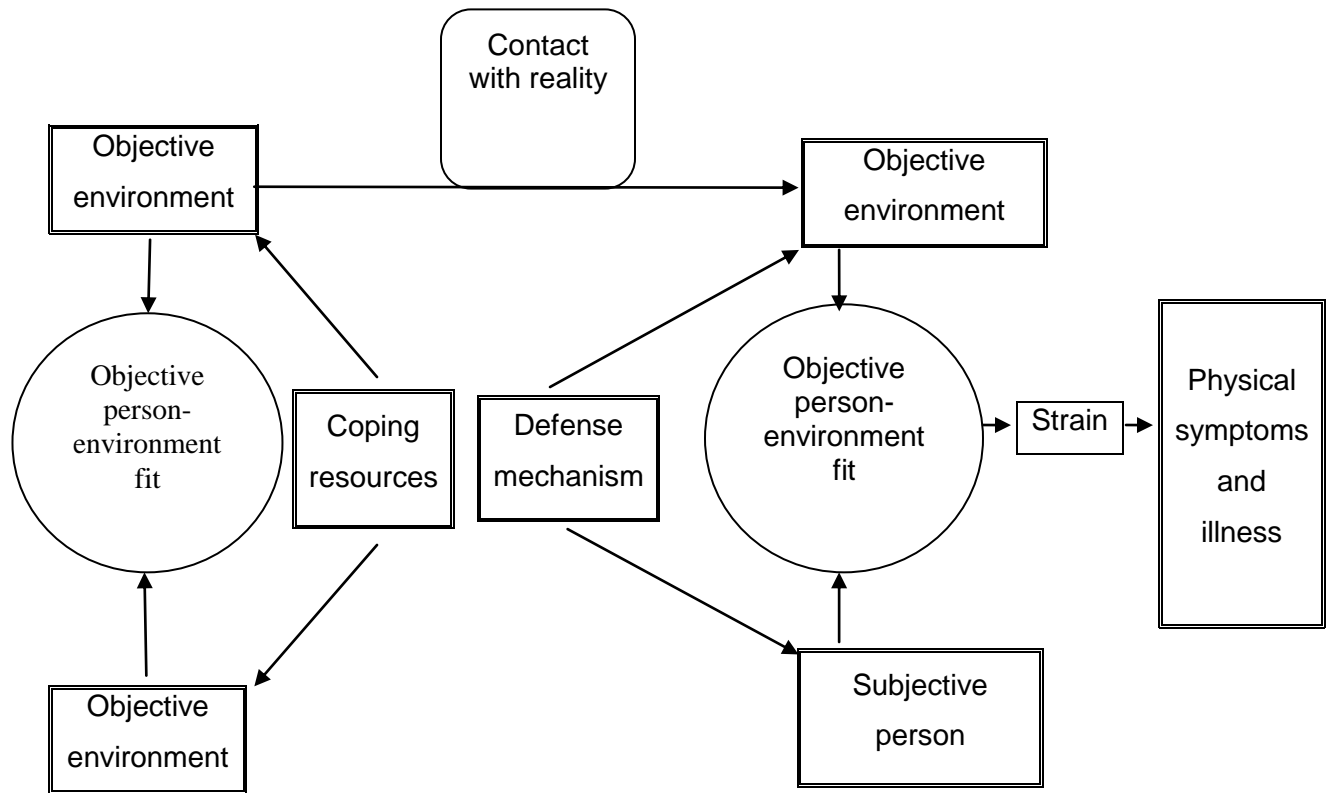 Contact
with reality
Objective
environment
Objective
environment
Objective
person-
environment
fit
Coping
resources
Defense
mechanism
Objective
person-
environment
fit
Strain
Physical
symptoms
and
illness
Objective
environment
Subjective
person